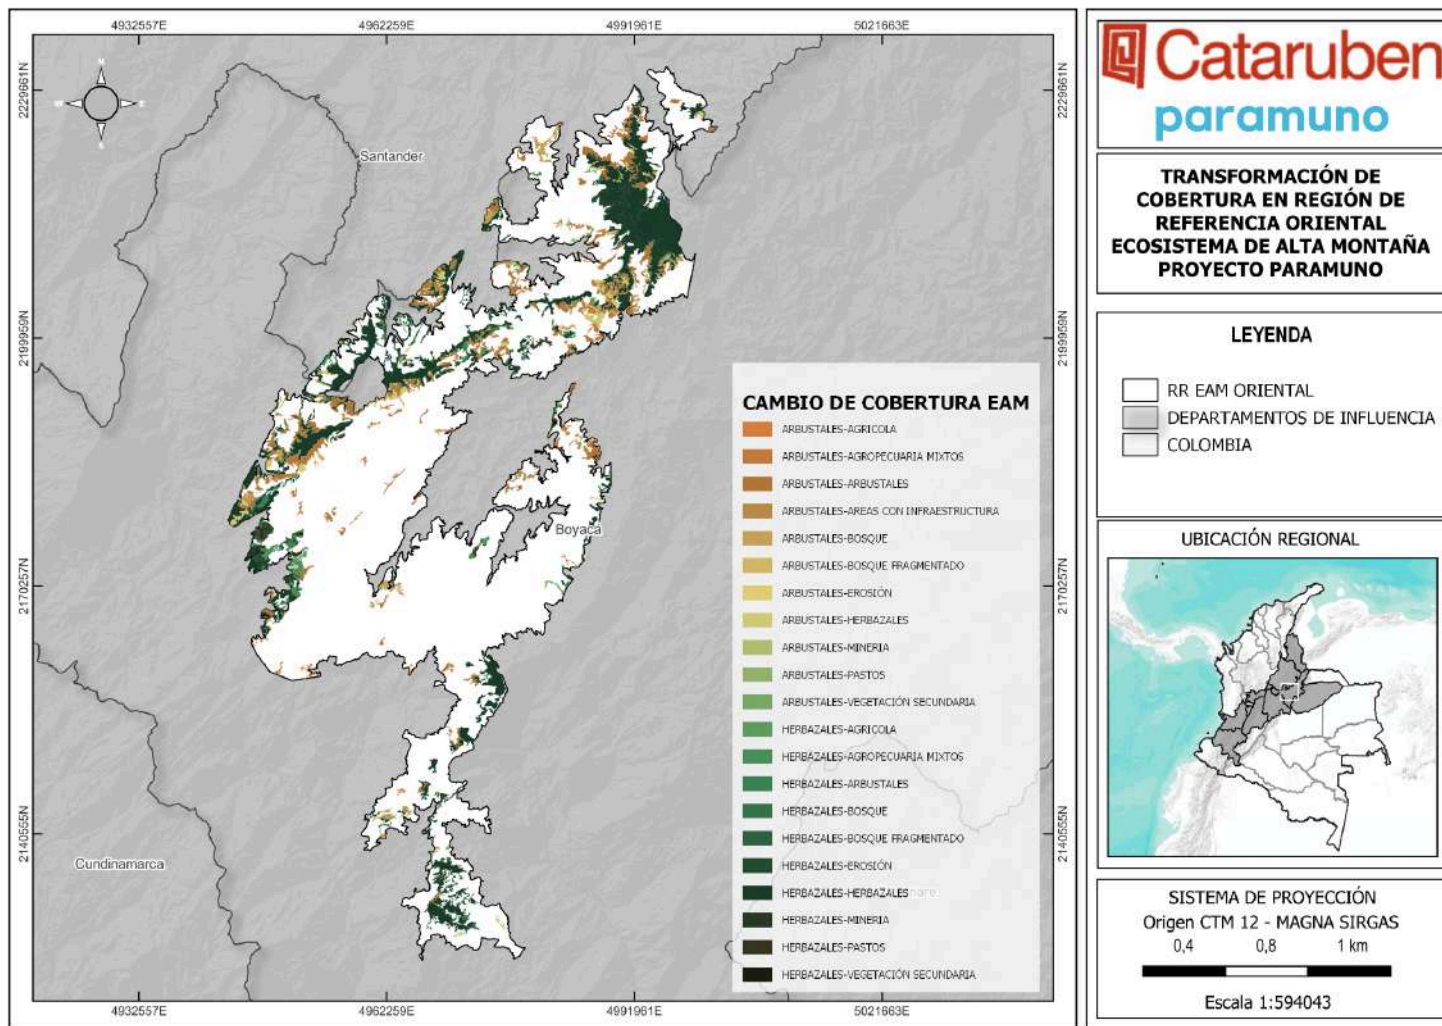 4932557E
4962259E
4991961E
5021663E
2229661N
2199959N
2170257N
2140555N
N
E
S
Santander
Boyacá
Cundinamarca
CAMBIO DE COBERTURA EAM
ARBUSTALES-AGRICOLA
ARBUSTALES-AGROPECUARIA MIXTOS
ARBUSTALES-ARBUSTALES
ARBUSTALES-AREAS CON INFRAESTRUCTURA
ARBUSTALES-BOSQUE
ARBUSTALES-BOSQUE FRAGMENTADO
ARBUSTALES-EROSIÓN
ARBUSTALES-HERBAZALES
ARBUSTALES-MINERIA
ARBUSTALES-PASTOS
ARBUSTALES-VEGETACIÓN SECUNDARIA
HERBAZALES-AGRICOLA
HERBAZALES-AGROPECUARIA MIXTOS
HERBAZALES-ARBUSTALES
HERBAZALES-BOSQUE
HERBAZALES-BOSQUE FRAGMENTADO
HERBAZALES-EROSIÓN
HERBAZALES-HERBAZALES
HERBAZALES-MINERIA
HERBAZALES-PASTOS
HERBAZALES-VEGETACIÓN SECUNDARIA
2229661N
2199959N
2170257N
2140555N
4932557E
4962259E
4991961E
5021663E
Cataruben
paramuno
TRANSFORMACIÓN DE
COBERTURA EN REGIÓN DE
REFERENCIA ORIENTAL
ECOSISTEMA DE ALTA MONTAÑA
PROYECTO PARAMUNO
LEYENDA
RR EAM ORIENTAL
DEPARTAMENTOS DE INFLUENCIA
COLOMBIA
UBICACIÓN REGIONAL
SISTEMA DE PROYECCIÓN
Origen CTM 12 - MAGNA SIRGAS
0,4 0,8 1 km
Escala 1:594043